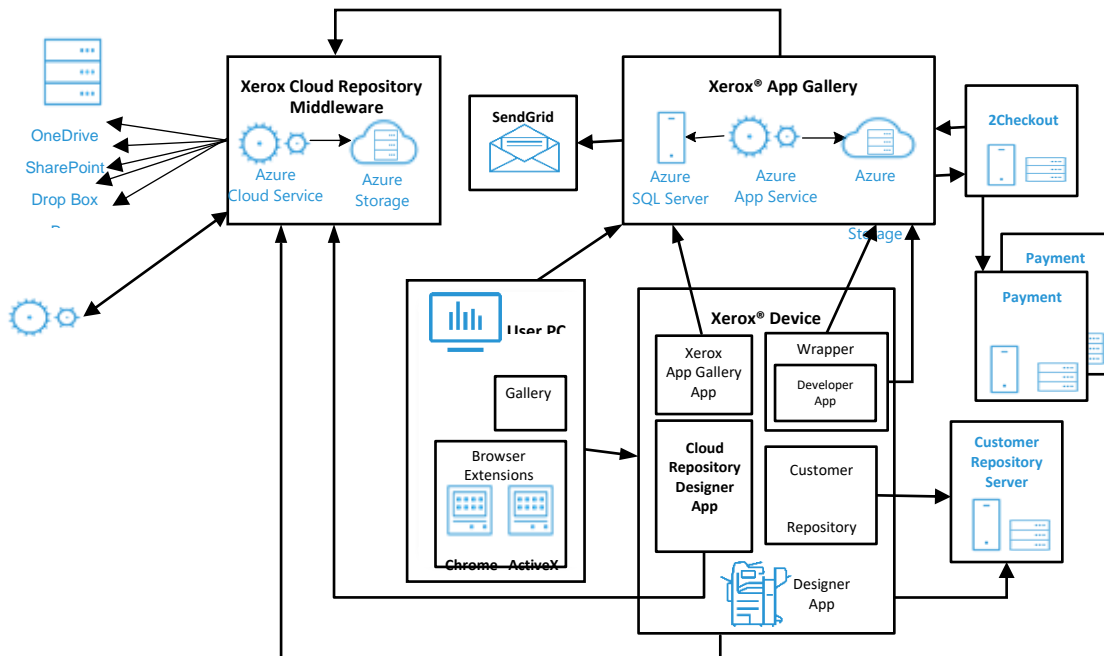 Xerox Cloud Repository
Middleware
Azure
Cloud Service
Azure
Storage
OneDrive
SharePoint
Drop Box
SendGrid
Xerox® App Gallery
Azure
SQL Server
Azure
App Service
Azure
Storage
2Checkout
Payment
Payment
User PC
Gallery
Browser
Extensions
Chrome
ActiveX
Xerox® Device
Xerox
App Gallery
App
Wrapper
Developer
App
Cloud
Repository
Designer
App
Customer
Repository
Designer
App
Customer
Repository
Server